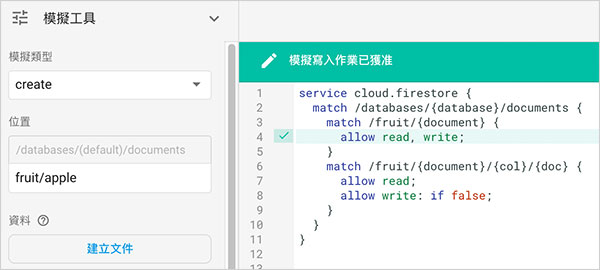 模擬工具
模擬類型
create
位置
/databases/(default)/documents
fruit/apple
資料
建立文件
模擬寫入作業已獲准
1 service cloud.firestore {
2 match /databases/{database}/documents {
3 match /fruit/{document} {
4 allow read, write;
5 }
6 match /fruit/{document}/{col}/{doc} {
7 allow read;
8 allow write: if false;
9 }
10 }
11 }
12